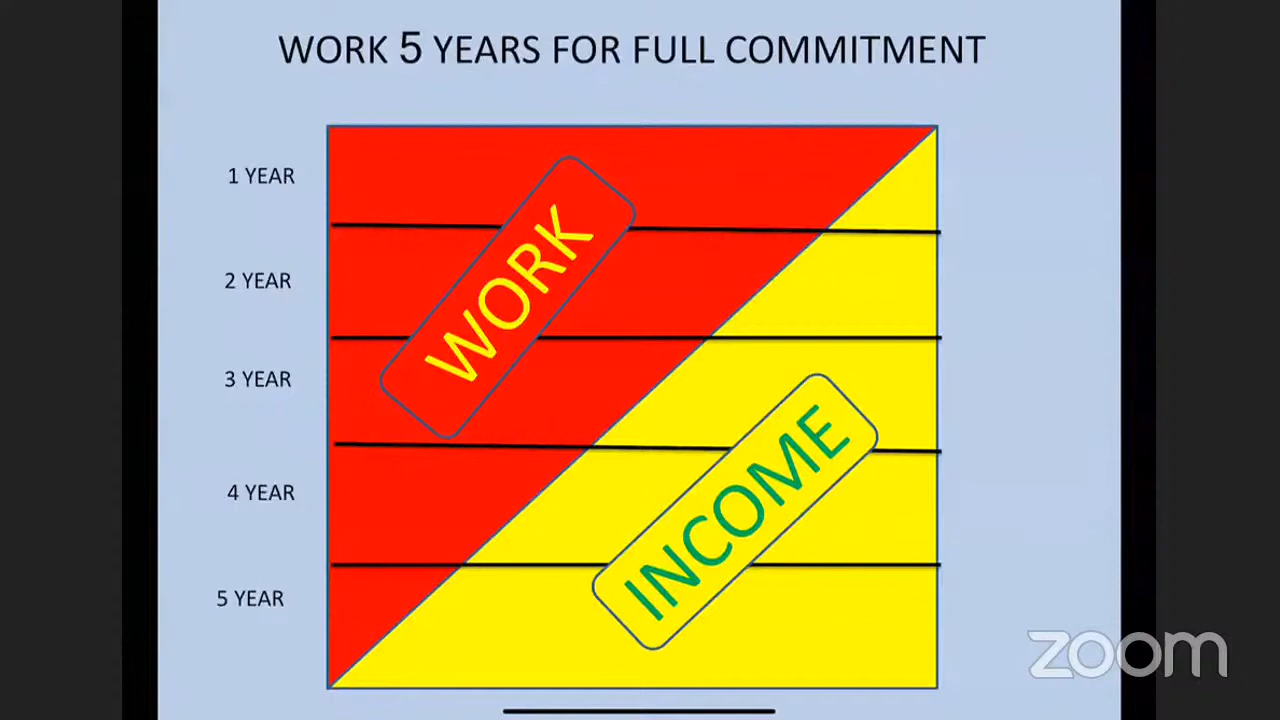 WORK 5 YEARS FOR FULL COMMITMENT
1 YEAR
2 YEAR
WORK
3 YEAR
4 YEAR
INCOME
5 YEAR
zoom